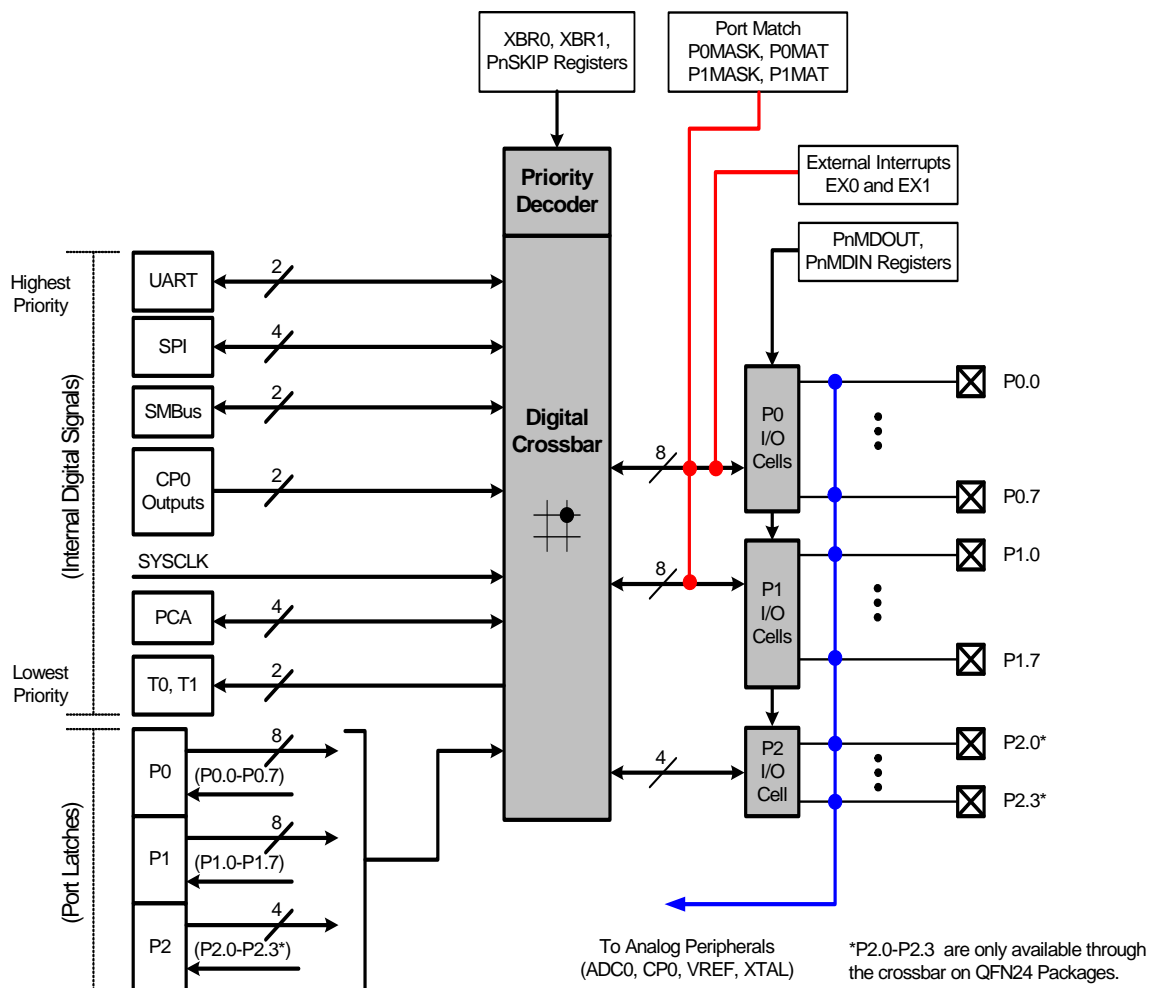 XBR0, XBR1,
PnSKIP Registers
Port Match
P0MASK, P0MAT
P1MASK, P1MAT
External Interrupts
EX0 and EX1
Priority
Decoder
PnMDOUT,
PnMDIN Registers
Highest
Priority
(Internal Digital Signals)
UART
2
SPI
4
SMBus
2
CP0
Outputs
2
SYSCLK
PCA
4
Lowest
Priority
T0, T1
2
Digital
Crossbar
8
8
4
P0
I/O
Cells
P1
I/O
Cells
P2
I/O
Cell
P0.0
P0.7
P1.0
P1.7
P2.0*
P2.3*
(Port Latches)
P0
8
(P0.0-P0.7)
P1
8
(P1.0-P1.7)
P2
4
(P2.0-P2.3*)
To Analog Peripherals
(ADC0, CP0, VREF, XTAL)
*P2.0-P2.3 are only available through
the crossbar on QFN24 Packages.